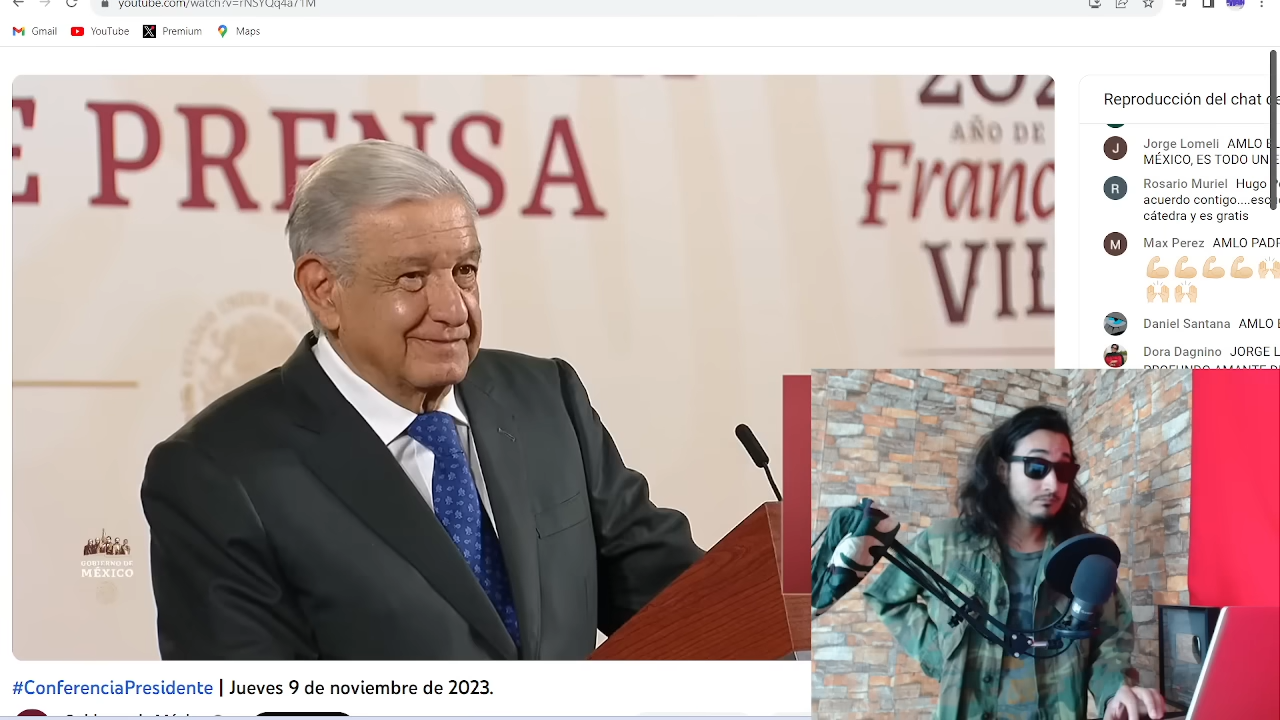 youtube.com/watch?v=rNSYQq4a71M
Gmail YouTube Premium Maps
E PRENSA
AÑO DE
Franc
VIL
GOBIERNO DE
MÉXICO
Reproducción del chat
Jorge Lomeli AMLO
MÉXICO, ES TODO UN
Rosario Muriel Hugo
acuerdo contigo....es
cátedra y es gratis
Max Perez AMLO
Daniel Santana AMLO
Dora Dagnino JORGE
#ConferenciaPresidente | Jueves 9 de noviembre de 2023.